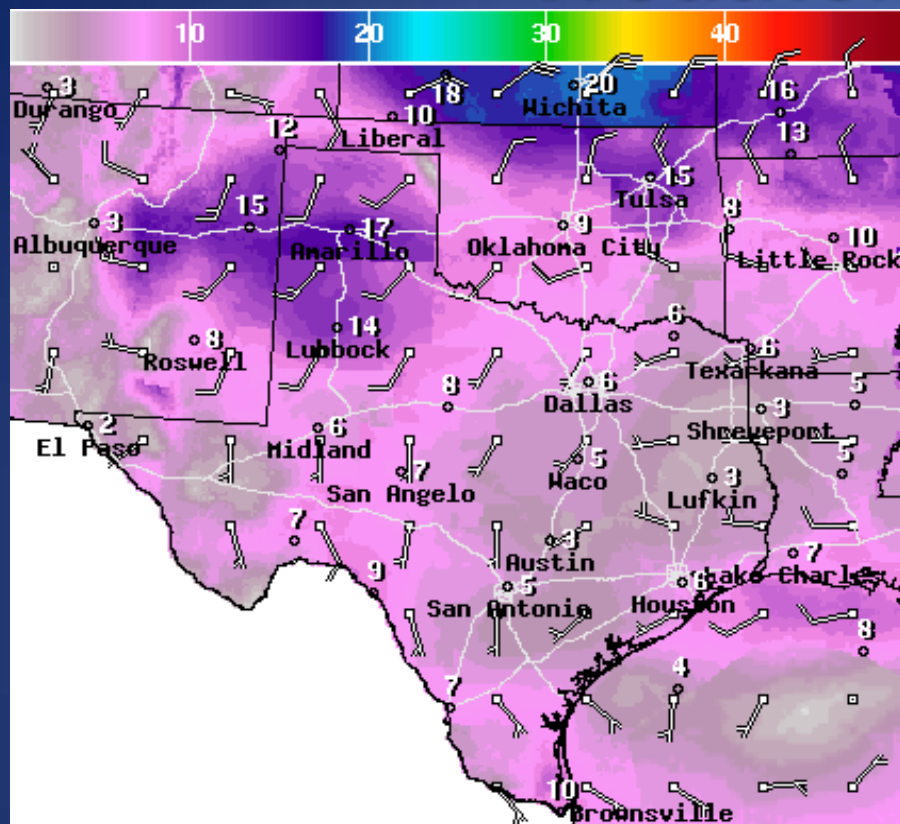 10 20 30 40
3 18 20 16
Durango Wichita
10
Liberal
12 13
15
Tulsa
3 15 17 9 8 10
Albuquerque Amarillo Oklahoma City Little Rock
8 14 6 6
Roswell Lubbock Texarkana
8 6 5
Dallas
2 6 3
El Paso Midland Shreveport
7 5 3 5
San Angelo Waco Lufkin
7 3 7
Austin Lake Charles
9 5 6
San Antonio Houston
8
4
7
10
Brownsville